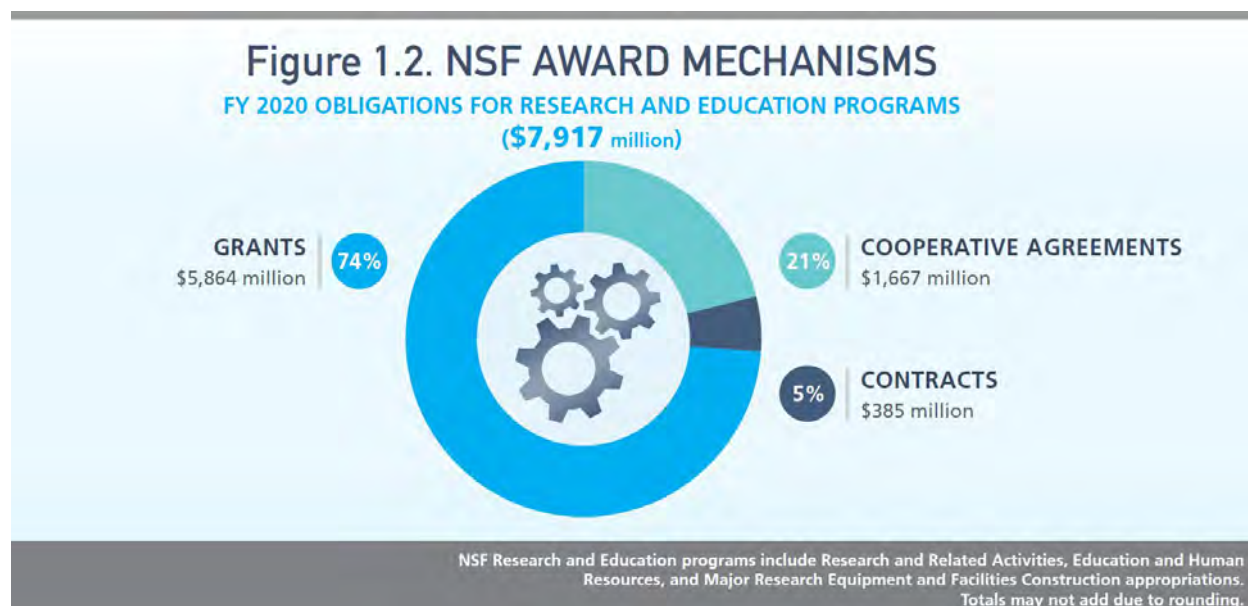 Figure 1.2. NSF AWARD MECHANISMS
FY 2020 OBLIGATIONS FOR RESEARCH AND EDUCATION PROGRAMS
($7,917 million)
GRANTS
$5,864 million
74%
21%
COOPERATIVE AGREEMENTS
$1,667 million
5%
CONTRACTS
$385 million
NSF Research and Education programs include Research and Related Activities, Education and Human
Resources, and Major Research Equipment and Facilities Construction appropriations.
Totals may not add due to rounding.